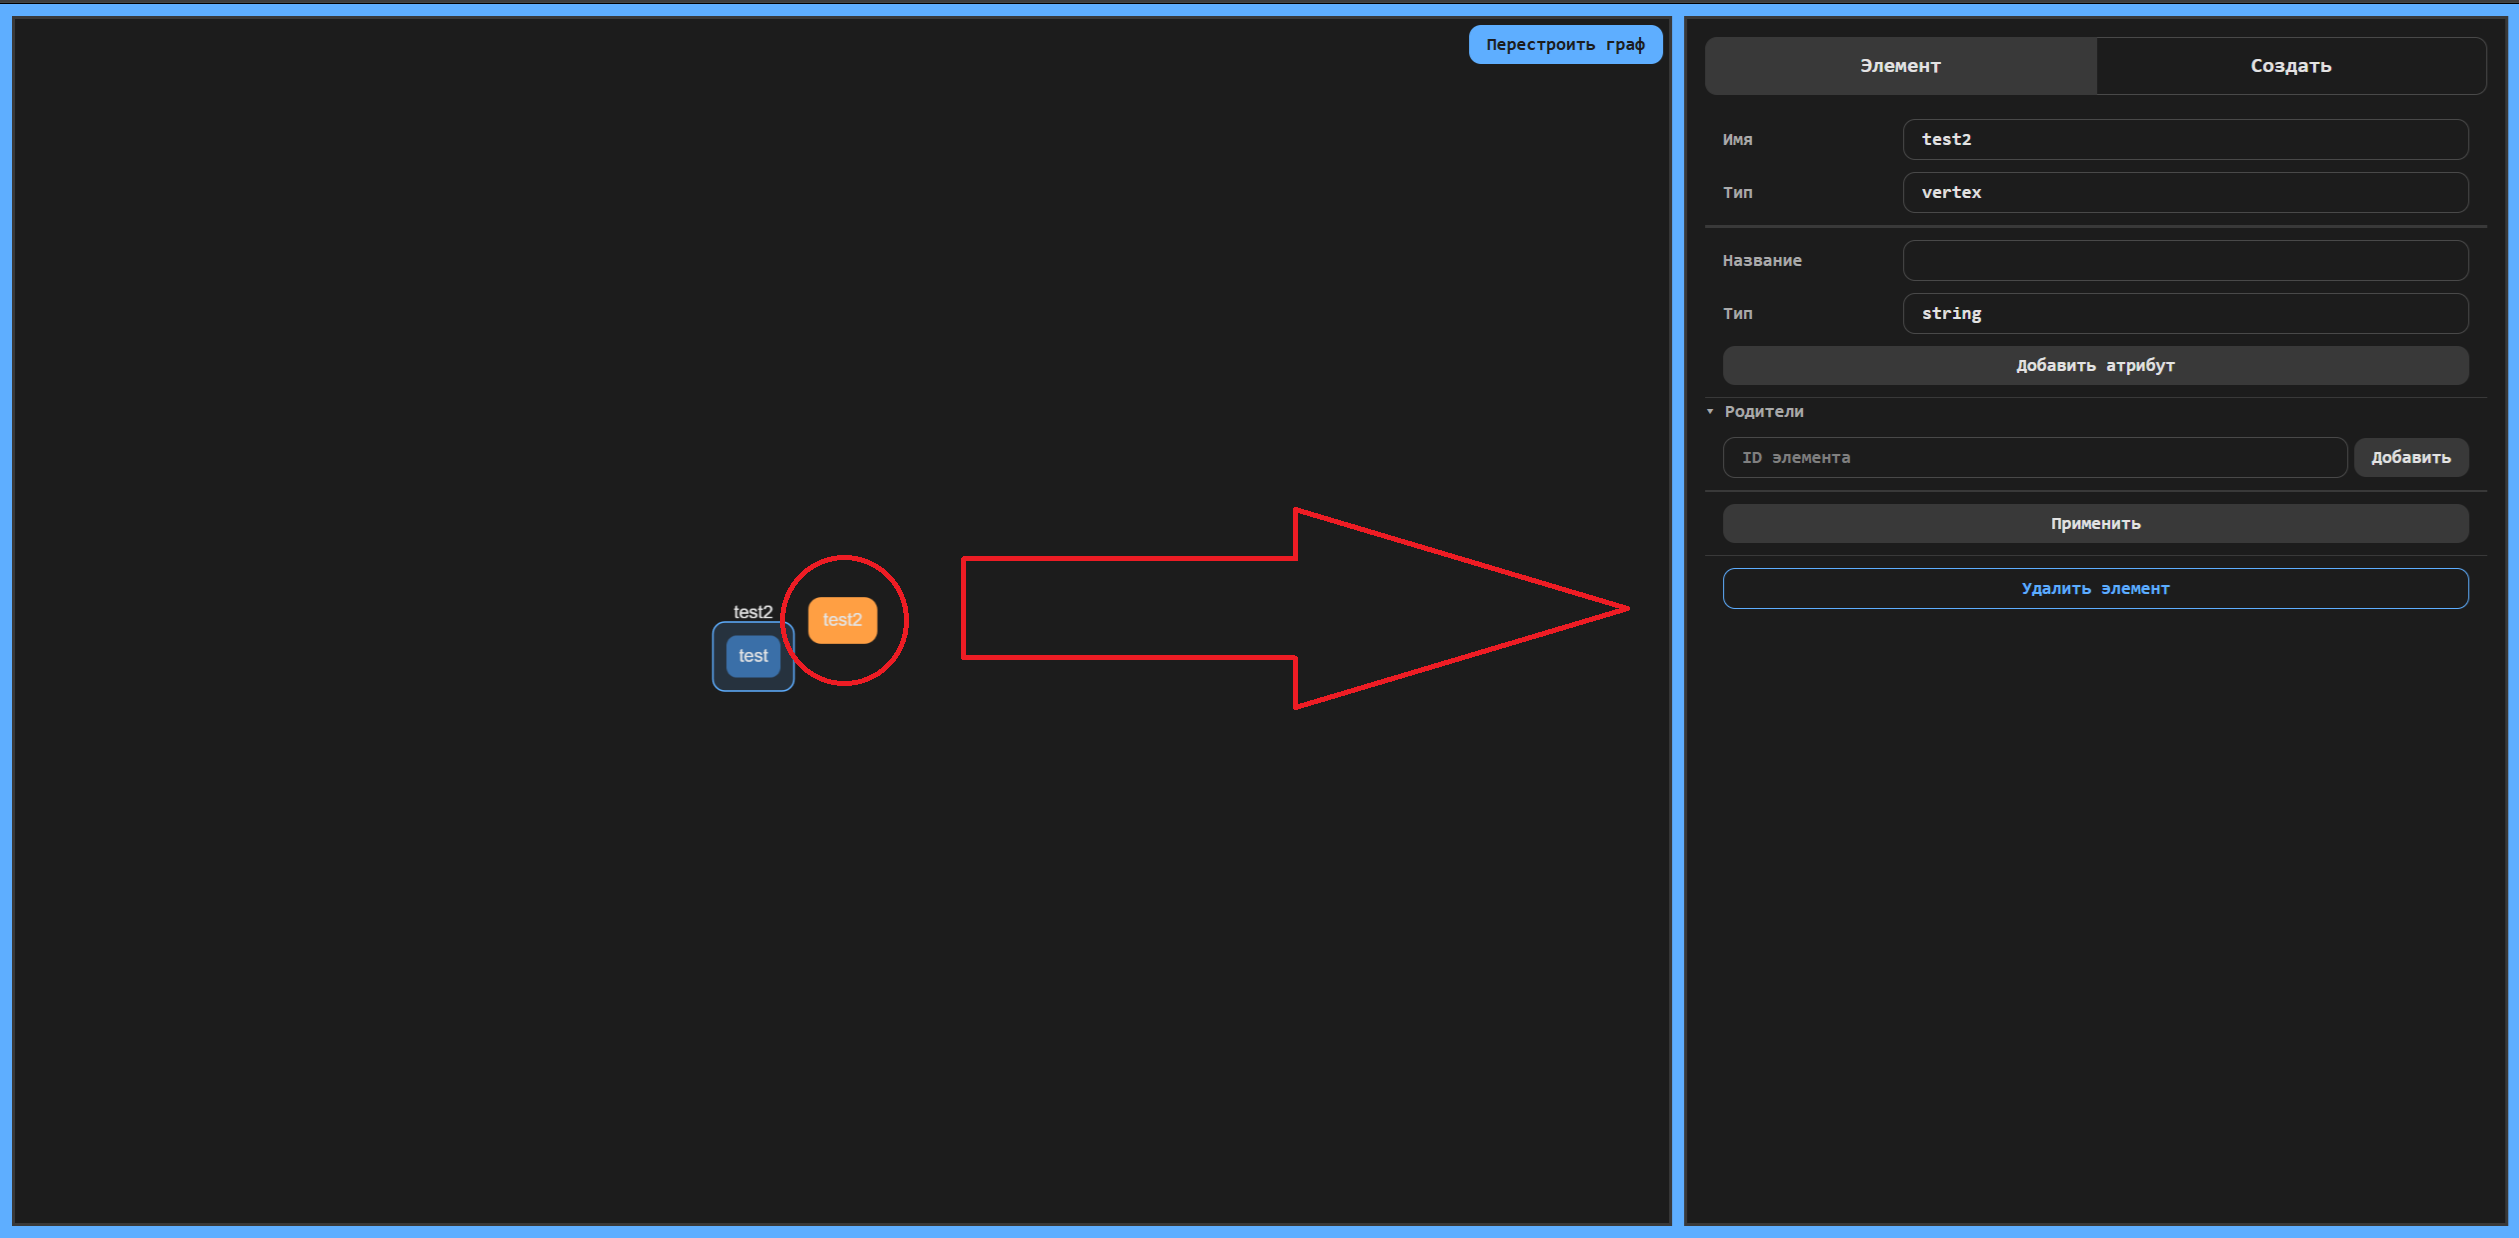 Перестроить граф
test2
test2
test
Элемент
Создать
Имя
test2
Тип
vertex
Название
Тип
string
Добавить атрибут
Родители
ID элемента
Добавить
Применить
Удалить элемент